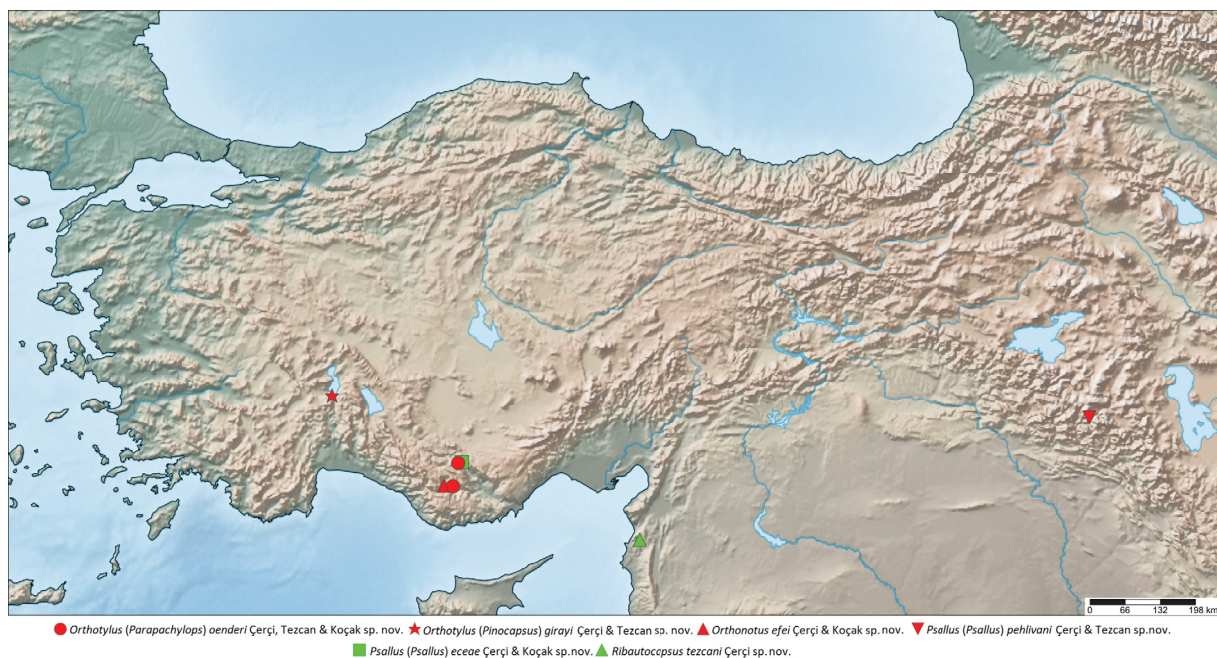 0 66 132 198 km
Orthotylus (Parapachylops) oenderi Çerçi, Tezcan & Koçak sp. nov. Orthotylus (Pinocapsus) girayi Çerçi & Tezcan sp. nov. Orthonotus efei Çerçi & Koçak sp. nov. Psallus (Psallus) pehlivani Çerçi & Tezcan sp.nov.
Psallus (Psallus) eceae Çerçi & Koçak sp.nov. Ribautocapsus tezcani Çerçi sp.nov.